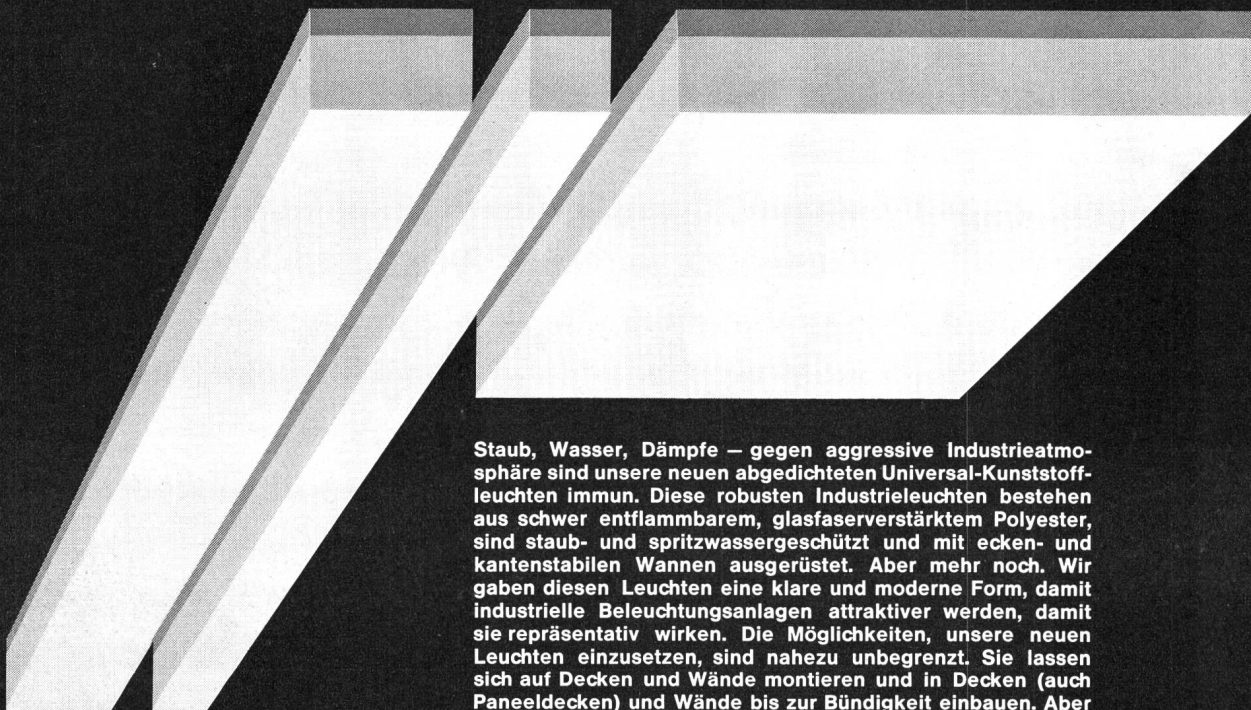 Staub, Wasser, Dämpfe — gegen aggressive Industrieatmo-
sphäre sind unsere neuen abgedichteten Universal-Kunststoff-
leuchten immun. Diese robusten Industrieleuchten bestehen
aus schwer entflammbarem, glasfaserverstärktem Polyester,
sind staub- und spritzwassergeschützt und mit ecken- und
kantenstabilen Wannen ausgerüstet. Aber mehr noch. Wir
gaben diesen Leuchten eine klare und moderne Form, damit
industrielle Beleuchtungsanlagen attraktiver werden, damit
sie repräsentativ wirken. Die Möglichkeiten, unsere neuen
Leuchten einzusetzen, sind nahezu unbegrenzt. Sie lassen
sich auf Decken und Wände montieren und in Decken (auch
Paneeldecken) und Wände bis zur Bündigkeit einbauen. Aber